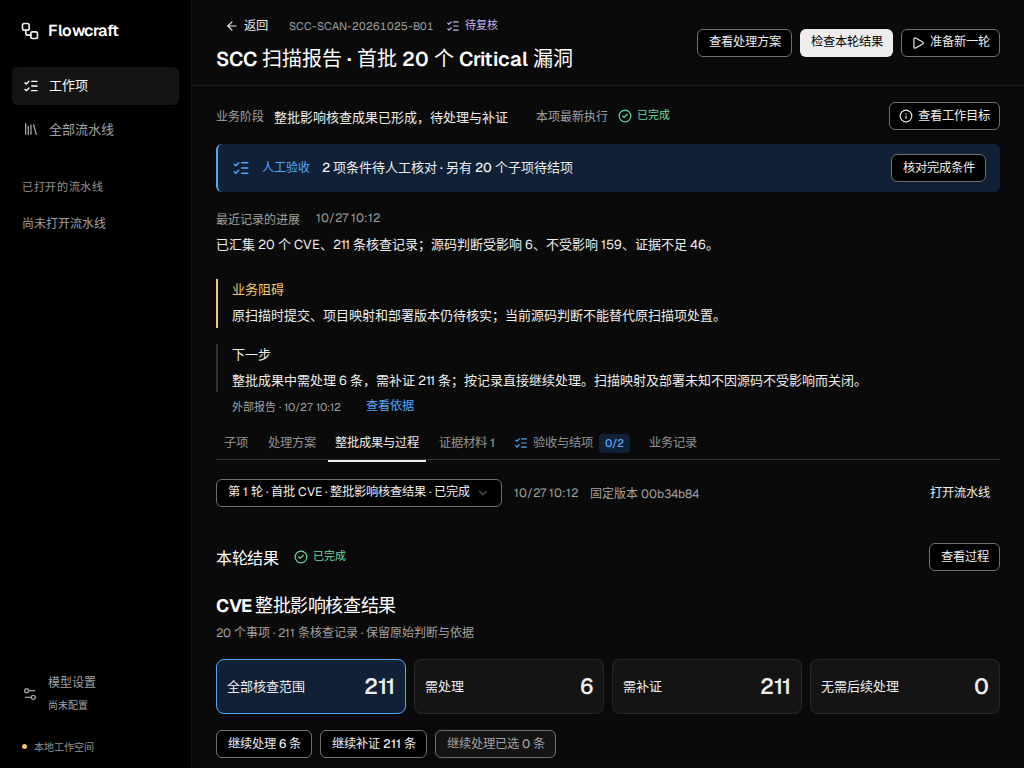 Flowcraft
工作项
全部流水线
已打开的流水线
尚未打开流水线
模型设置
尚未配置
本地工作空间
返回 SCC-SCAN-20261025-B01 待复核
SCC 扫描报告 · 首批 20 个 Critical 漏洞
查看处理方案 检查本轮结果 准备新一轮
业务阶段 整批影响核查成果已形成，待处理与补证 本项最新执行 已完成 查看工作目标
人工验收 2 项条件待人工核对 · 另有 20 个子项待结项 核对完成条件
最近记录的进展 10/27 10:12
已汇集 20 个 CVE、211 条核查记录；源码判断受影响 6、不受影响 159、证据不足 46。
业务阻碍
原扫描时提交、项目映射和部署版本仍待核实；当前源码判断不能替代原扫描项处置。
下一步
整批成果中需处理 6 条，需补证 211 条；按记录直接继续处理。扫描映射及部署未知不因源码不受影响而关闭。
外部报告 · 10/27 10:12 查看依据
子项 处理方案 整批成果与过程 证据材料 1 验收与结项 0/2 业务记录
第 1 轮 · 首批 CVE · 整批影响核查结果 · 已完成 10/27 10:12 固定版本 00b34b84 打开流水线
本轮结果 已完成 查看过程
CVE 整批影响核查结果
20 个事项 · 211 条核查记录 · 保留原始判断与依据
全部核查范围 211 需处理 6 需补证 211 无需后续处理 0
继续处理 6 条 继续补证 211 条 继续处理已选 0 条